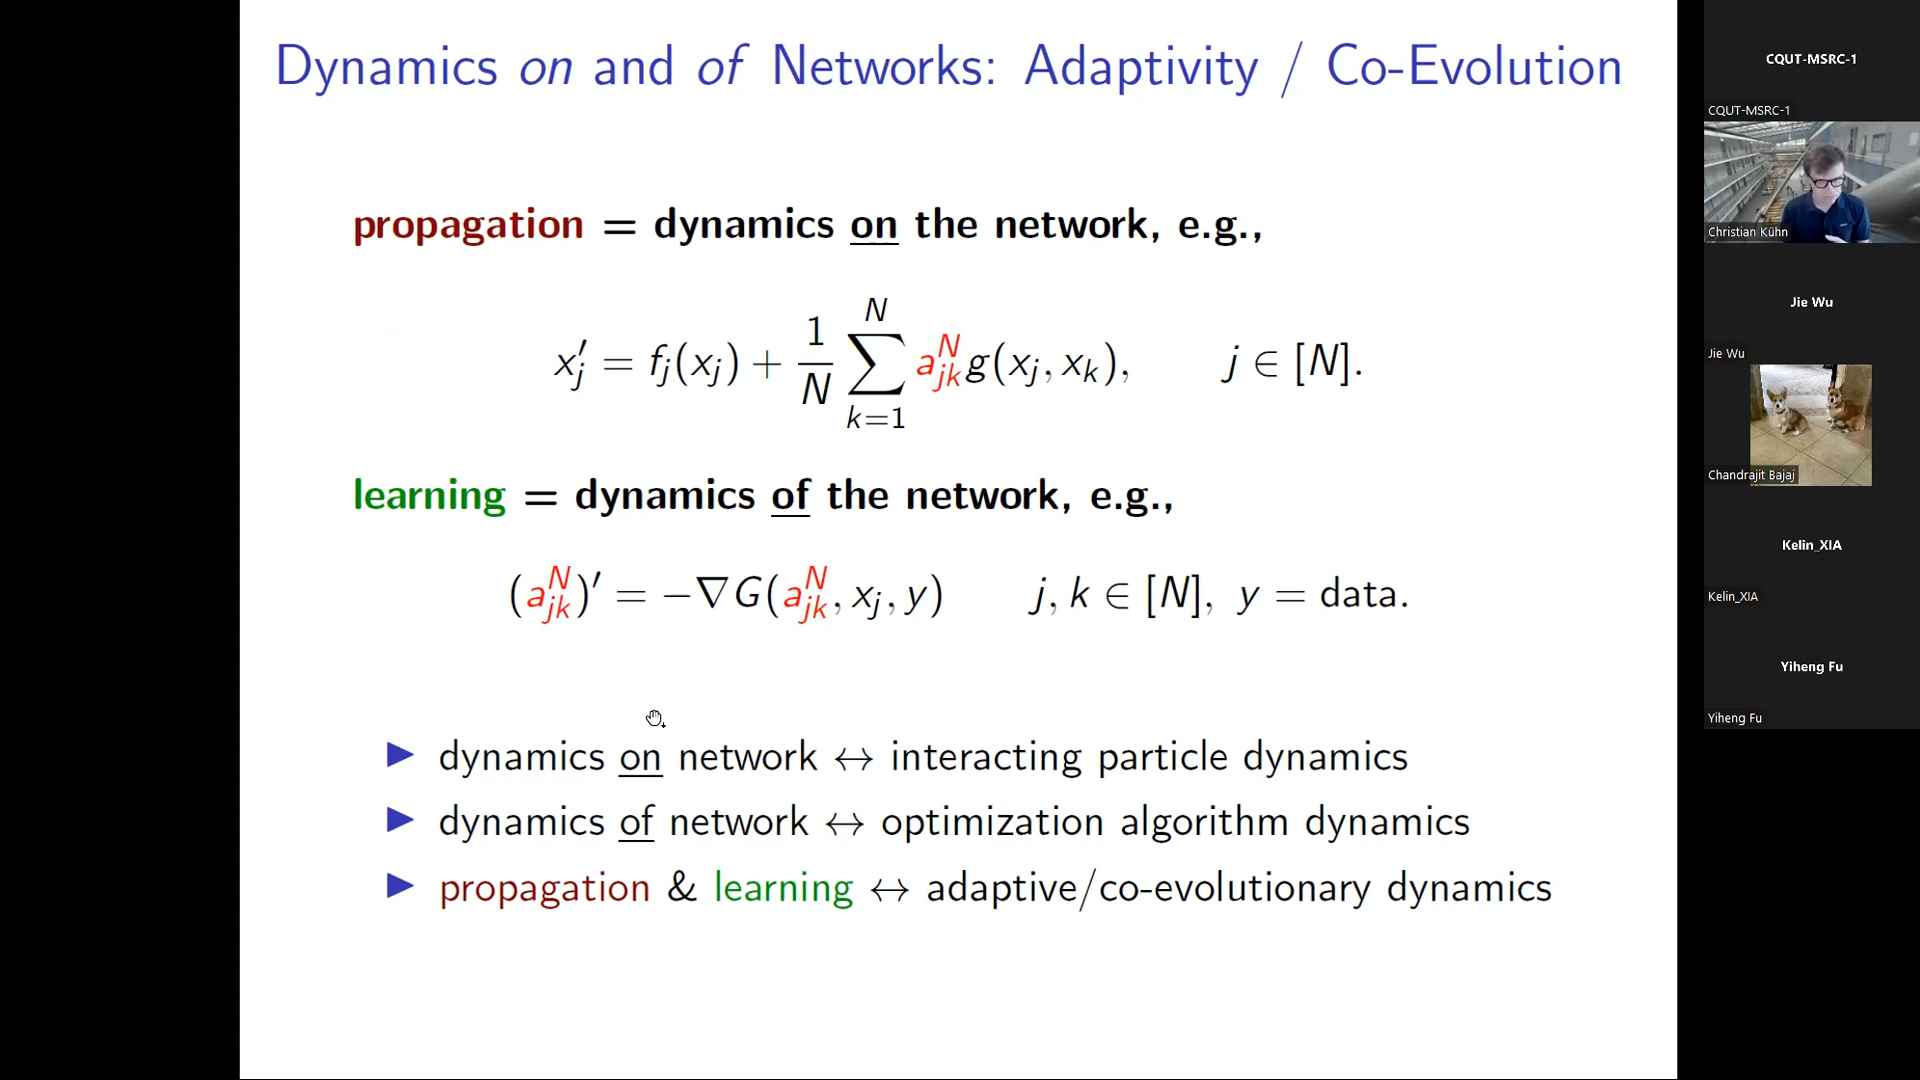 Dynamics on and of Networks: Adaptivity / Co-Evolution
propagation = dynamics on the network, e.g.,
x′_j = f_j(x_j) + \frac{1}{N} \sum_{k=1}^{N} a^N_{jk} g(x_j, x_k), j ∈ [N].
learning = dynamics of the network, e.g.,
(a^N_{jk})′ = −∇G(a^N_{jk}, x_j, y) j, k ∈ [N], y = data.
▶ dynamics on network ↔ interacting particle dynamics
▶ dynamics of network ↔ optimization algorithm dynamics
▶ propagation & learning ↔ adaptive/co-evolutionary dynamics
CQUT-MSRC-1
CQUT-MSRC-1
Christian Kühn
Jie Wu
Jie Wu
Chandrajit Bajaj
Kelin_XIA
Kelin_XIA
Yiheng Fu
Yiheng Fu